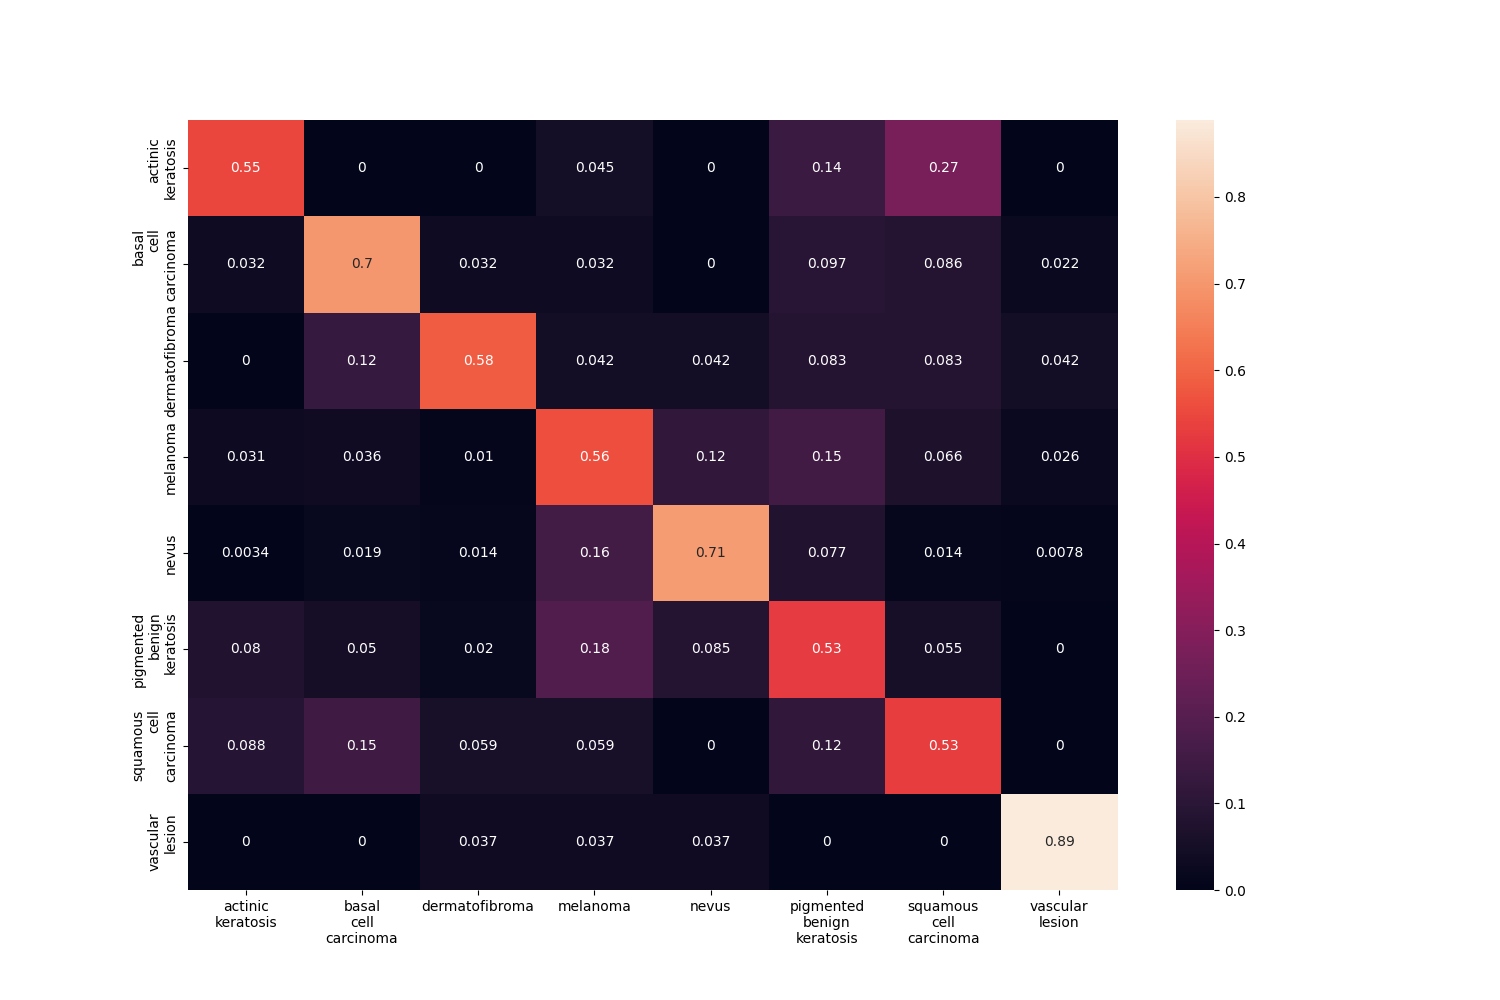 actinic
keratosis
0.55 0 0 0.045 0 0.14 0.27 0
basal
cell
carcinoma
0.032 0.7 0.032 0.032 0 0.097 0.086 0.022
dermatofibroma
0 0.12 0.58 0.042 0.042 0.083 0.083 0.042
melanoma
0.031 0.036 0.01 0.56 0.12 0.15 0.066 0.026
nevus
0.0034 0.019 0.014 0.16 0.71 0.077 0.014 0.0078
pigmented
benign
keratosis
0.08 0.05 0.02 0.18 0.085 0.53 0.055 0
squamous
cell
carcinoma
0.088 0.15 0.059 0.059 0 0.12 0.53 0
vascular
lesion
0 0 0.037 0.037 0.037 0 0 0.89
actinic
keratosis
basal
cell
carcinoma
dermatofibroma
melanoma
nevus
pigmented
benign
keratosis
squamous
cell
carcinoma
vascular
lesion
0.8
0.7
0.6
0.5
0.4
0.3
0.2
0.1
0.0